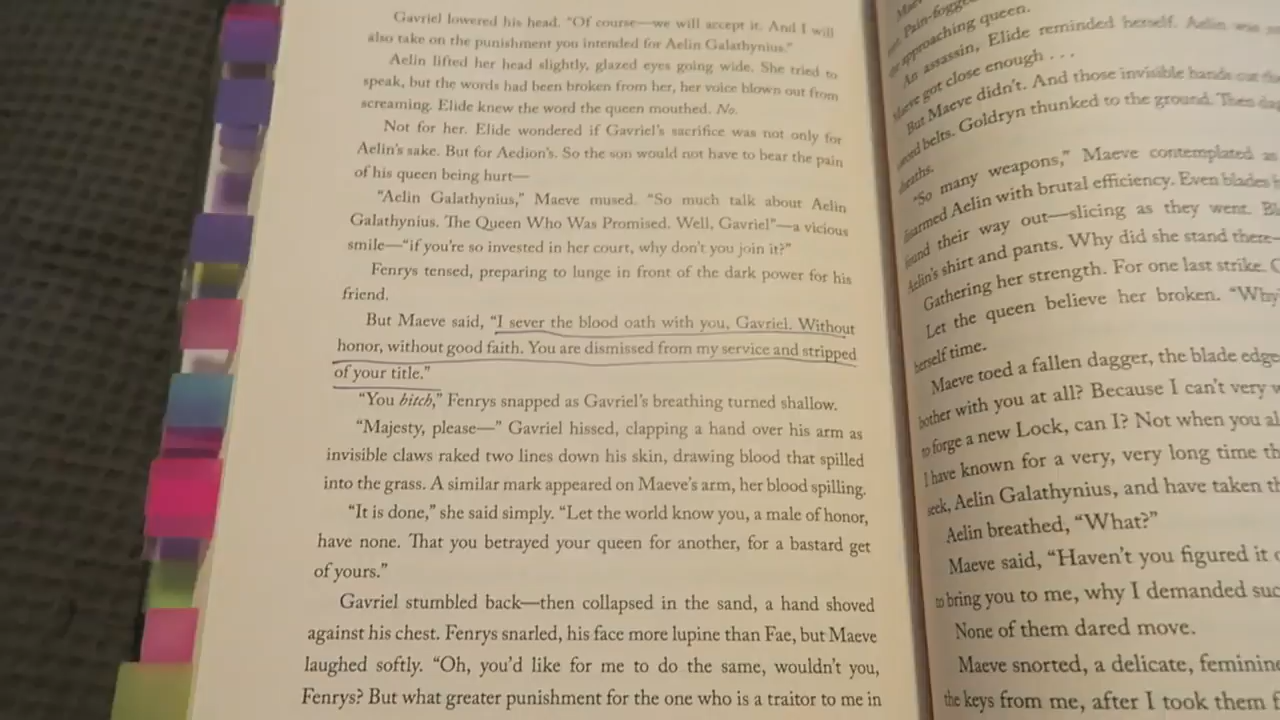 Gavriel lowered his head. “Of course—we will accept it. And I will
also take on the punishment you intended for Aelin Galathynius.”
Aelin lifted her head slightly, glazed eyes going wide. She tried to
speak, but the words had been broken from her, her voice blown out from
screaming. Elide knew the word the queen mouthed. No.
Not for her. Elide wondered if Gavriel’s sacrifice was not only for
Aelin’s sake. But for Aedion’s. So the son would not have to bear the pain
of his queen being hurt—
“Aelin Galathynius,” Maeve mused. “So much talk about Aelin
Galathynius. The Queen Who Was Promised. Well, Gavriel”—a vicious
smile—“if you’re so invested in her court, why don’t you join it?”
Fenrys tensed, preparing to lunge in front of the dark power for his
friend.
But Maeve said, “I sever the blood oath with you, Gavriel. Without
honor, without good faith. You are dismissed from my service and stripped
of your title.”
“You bitch,” Fenrys snapped as Gavriel’s breathing turned shallow.
“Majesty, please—” Gavriel hissed, clapping a hand over his arm as
invisible claws raked two lines down his skin, drawing blood that spilled
into the grass. A similar mark appeared on Maeve’s arm, her blood spilling.
“It is done,” she said simply. “Let the world know you, a male of honor,
have none. That you betrayed your queen for another, for a bastard get
of yours.”
Gavriel stumbled back—then collapsed in the sand, a hand shoved
against his chest. Fenrys snarled, his face more lupine than Fae, but Maeve
laughed softly. “Oh, you’d like for me to do the same, wouldn’t you,
Fenrys? But what greater punishment for the one who is a traitor to me in
Pain-fogged
approaching queen.
An assassin, Elide reminded herself. Aelin was
got close enough . . .
But Maeve didn’t. And those invisible hands
belts. Goldryn thunked to the ground. Then
“So many weapons,” Maeve contemplated as
Aelin with brutal efficiency. Even blades
found their way out—slicing as they went.
Aelin’s shirt and pants. Why did she stand there—
Gathering her strength. For one last strike.
Let the queen believe her broken. “Why
herself time.
Maeve toed a fallen dagger, the blade edge
bother with you at all? Because I can’t very
to forge a new Lock, can I? Not when you
I have known for a very, very long time
seek, Aelin Galathynius, and have taken
Aelin breathed, “What?”
Maeve said, “Haven’t you figured it
to bring you to me, why I demanded
None of them dared move.
Maeve snorted, a delicate, feminine
the keys from me, after I took them